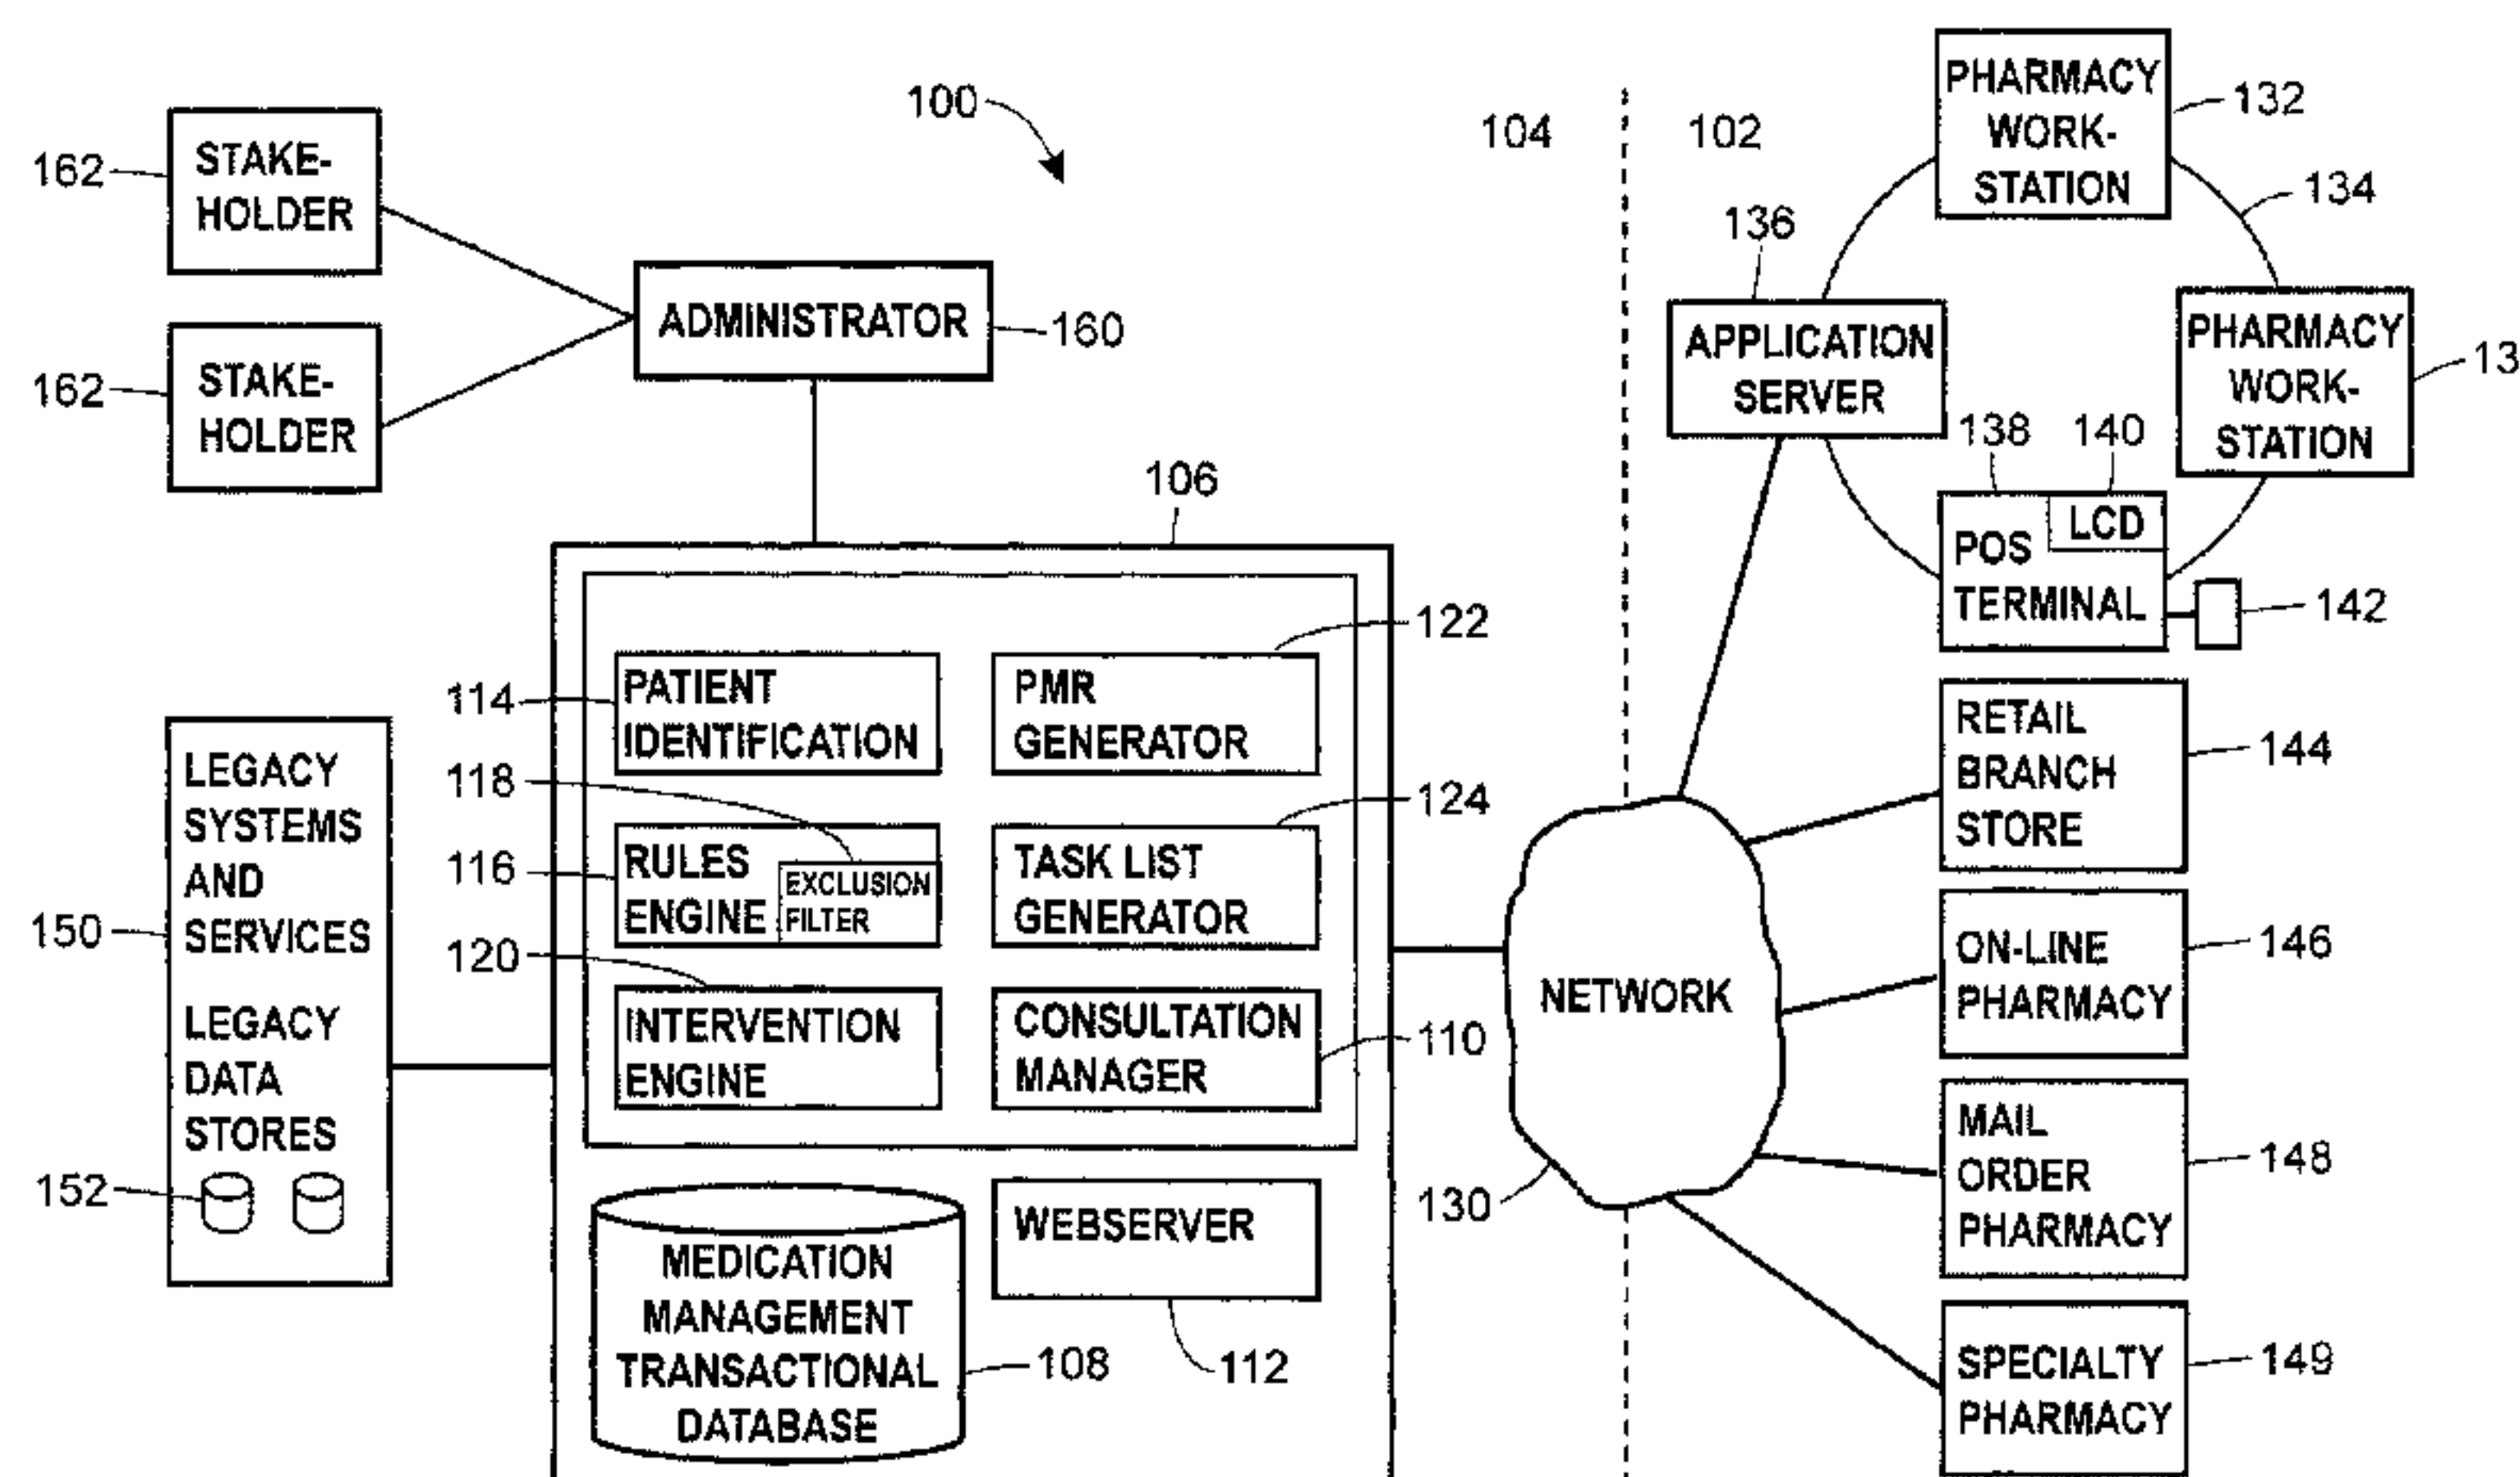 100
104
102
PHARMACY
WORK-
STATION
132
134
162
STAKE-
HOLDER
162
STAKE-
HOLDER
ADMINISTRATOR
160
136
APPLICATION
SERVER
PHARMACY
WORK-
STATION
13
138
140
POS
TERMINAL
LCD
142
106
114
PATIENT
IDENTIFICATION
122
PMR
GENERATOR
118
116
RULES
ENGINE
EXCLUSION
FILTER
124
TASK LIST
GENERATOR
120
INTERVENTION
ENGINE
CONSULTATION
MANAGER
110
150
LEGACY
SYSTEMS
AND
SERVICES
LEGACY
DATA
STORES
152
MEDICATION
MANAGEMENT
TRANSACTIONAL
DATABASE
108
WEBSERVER
112
NETWORK
130
RETAIL
BRANCH
STORE
144
ON-LINE
PHARMACY
146
MAIL
ORDER
PHARMACY
148
SPECIALTY
PHARMACY
149